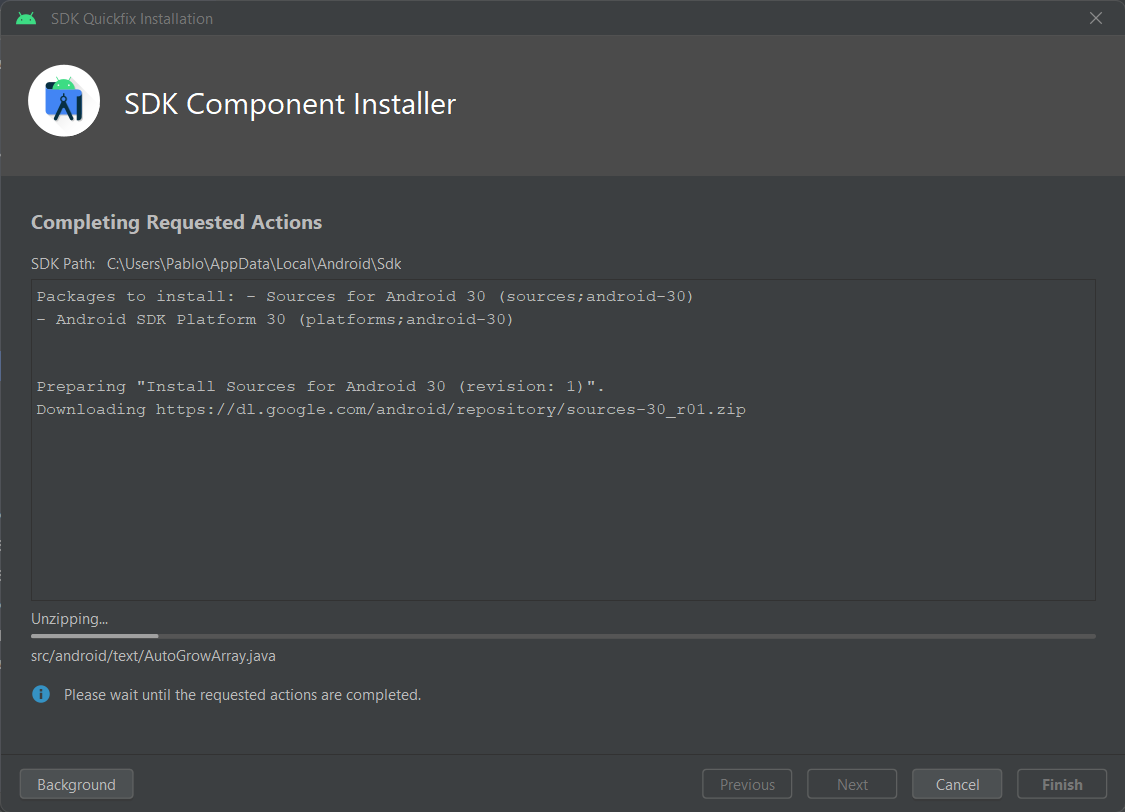 SDK Quickfix Installation
SDK Component Installer
Completing Requested Actions
SDK Path: C:\Users\Pablo\AppData\Local\Android\Sdk
Packages to install: - Sources for Android 30 (sources;android-30)
- Android SDK Platform 30 (platforms;android-30)
Preparing "Install Sources for Android 30 (revision: 1)".
Downloading https://dl.google.com/android/repository/sources-30_r01.zip
Unzipping...
src/android/text/AutoGrowArray.java
Please wait until the requested actions are completed.
Background Previous Next Cancel Finish